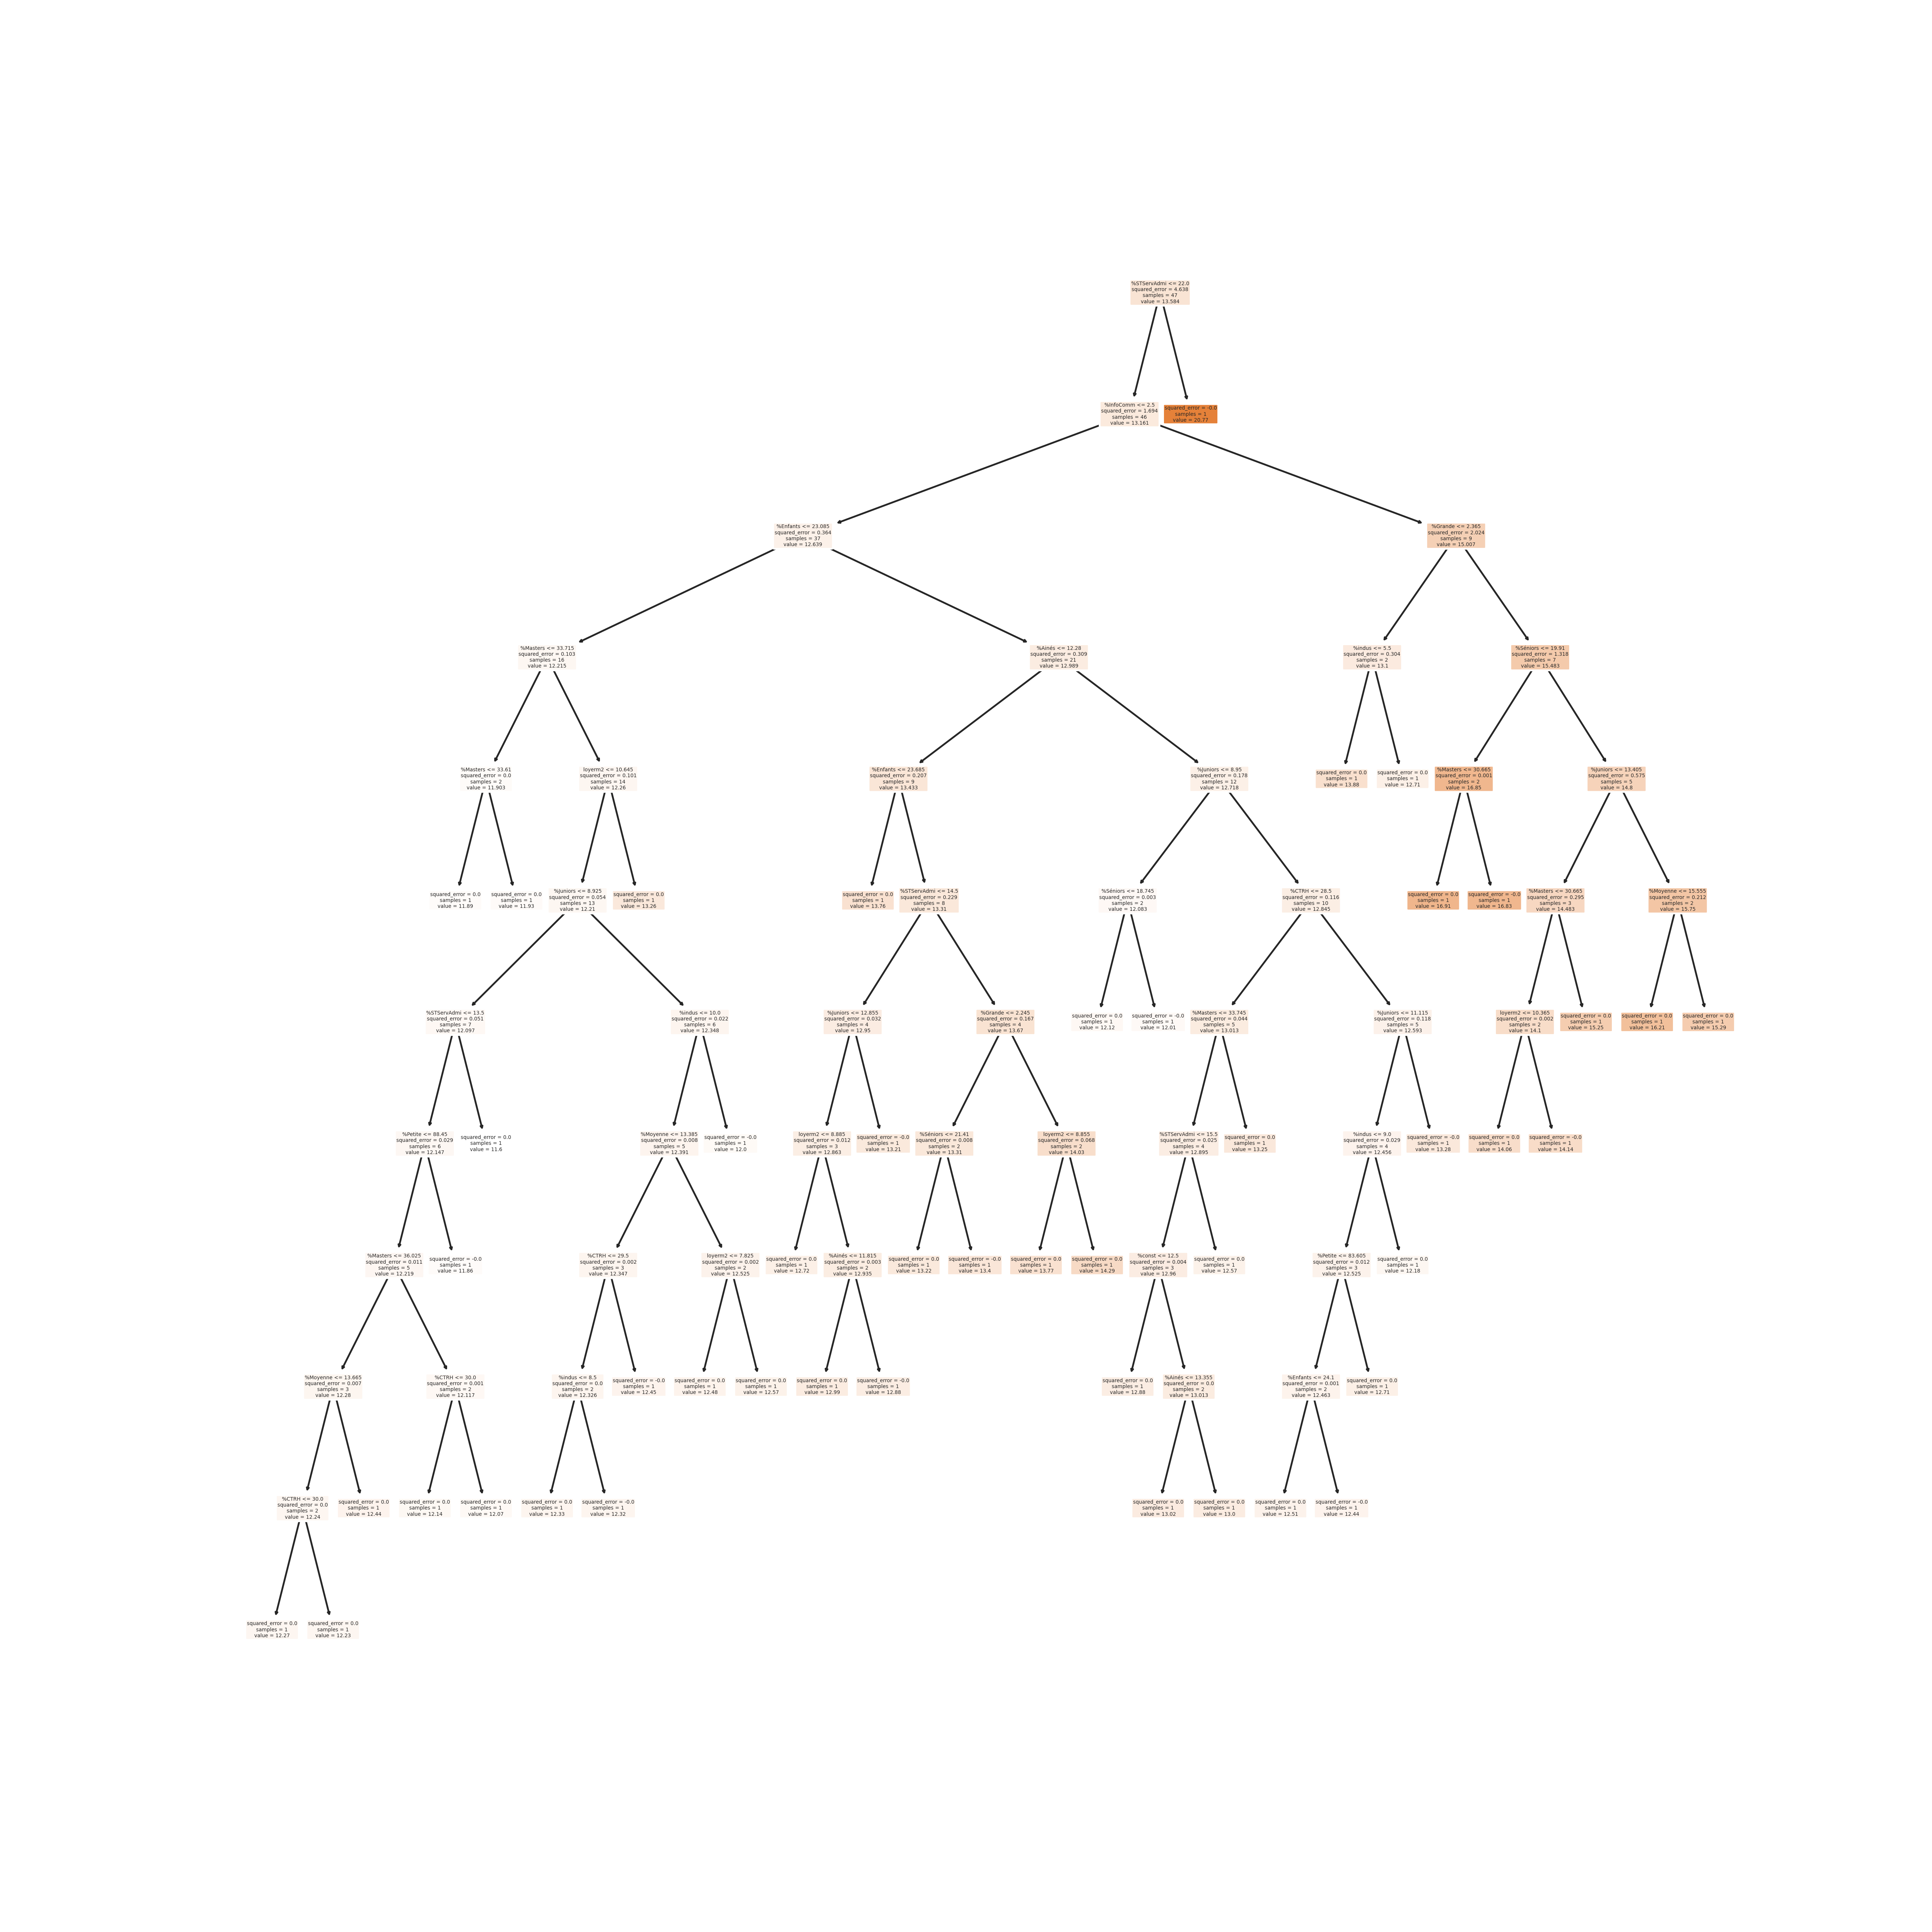 %STServAdmi <= 22.0
squared_error = 4.638
samples = 47
value = 13.584
%InfoComm <= 2.5
squared_error = 1.694
samples = 46
value = 13.161
squared_error = -0.0
samples = 1
value = 20.77
%Enfants <= 23.085
squared_error = 0.364
samples = 37
value = 12.639
%Grande <= 2.365
squared_error = 2.024
samples = 9
value = 15.007
%Masters <= 33.715
squared_error = 0.103
samples = 16
value = 12.215
%Ainés <= 12.28
squared_error = 0.309
samples = 21
value = 12.989
%indus <= 5.5
squared_error = 0.304
samples = 2
value = 13.1
%Séniors <= 19.91
squared_error = 1.318
samples = 7
value = 15.483
%Masters <= 33.61
squared_error = 0.0
samples = 2
value = 11.903
loyerm2 <= 10.645
squared_error = 0.101
samples = 14
value = 12.26
%Enfants <= 23.685
squared_error = 0.207
samples = 9
value = 13.433
%Juniors <= 8.95
squared_error = 0.178
samples = 12
value = 12.718
squared_error = 0.0
samples = 1
value = 13.88
squared_error = 0.0
samples = 1
value = 12.71
%Masters <= 30.665
squared_error = 0.001
samples = 2
value = 16.85
%Juniors <= 13.405
squared_error = 0.575
samples = 5
value = 14.8
squared_error = 0.0
samples = 1
value = 11.89
squared_error = 0.0
samples = 1
value = 11.93
%Juniors <= 8.925
squared_error = 0.054
samples = 13
value = 12.21
squared_error = 0.0
samples = 1
value = 13.26
squared_error = 0.0
samples = 1
value = 13.76
%STServAdmi <= 14.5
squared_error = 0.229
samples = 8
value = 13.31
%Séniors <= 18.745
squared_error = 0.003
samples = 2
value = 12.083
%CTRH <= 28.5
squared_error = 0.116
samples = 10
value = 12.845
squared_error = 0.0
samples = 1
value = 16.91
squared_error = -0.0
samples = 1
value = 16.83
%Masters <= 30.665
squared_error = 0.295
samples = 3
value = 14.483
%Moyenne <= 15.555
squared_error = 0.212
samples = 2
value = 15.75
%STServAdmi <= 13.5
squared_error = 0.051
samples = 7
value = 12.097
%indus <= 10.0
squared_error = 0.022
samples = 6
value = 12.348
%Juniors <= 12.855
squared_error = 0.032
samples = 4
value = 12.95
%Grande <= 2.245
squared_error = 0.167
samples = 4
value = 13.67
squared_error = 0.0
samples = 1
value = 12.12
squared_error = -0.0
samples = 1
value = 12.01
%Masters <= 33.745
squared_error = 0.044
samples = 5
value = 13.013
%Juniors <= 11.115
squared_error = 0.118
samples = 5
value = 12.593
loyerm2 <= 10.365
squared_error = 0.002
samples = 2
value = 14.1
squared_error = 0.0
samples = 1
value = 15.25
squared_error = 0.0
samples = 1
value = 16.21
squared_error = 0.0
samples = 1
value = 15.29
%Petite <= 88.45
squared_error = 0.029
samples = 6
value = 12.147
squared_error = 0.0
samples = 1
value = 11.8
%Moyenne <= 13.385
squared_error = 0.008
samples = 5
value = 12.391
squared_error = -0.0
samples = 1
value = 12.0
loyerm2 <= 8.885
squared_error = 0.012
samples = 3
value = 12.863
squared_error = -0.0
samples = 1
value = 13.21
%Séniors <= 21.41
squared_error = 0.008
samples = 2
value = 13.31
loyerm2 <= 8.855
squared_error = 0.068
samples = 2
value = 14.03
%STServAdmi <= 15.5
squared_error = 0.025
samples = 4
value = 12.895
squared_error = 0.0
samples = 1
value = 13.25
%indus <= 9.0
squared_error = 0.029
samples = 4
value = 12.456
squared_error = -0.0
samples = 1
value = 13.28
squared_error = 0.0
samples = 1
value = 14.06
squared_error = -0.0
samples = 1
value = 14.14
%Masters <= 36.025
squared_error = 0.011
samples = 5
value = 12.219
squared_error = -0.0
samples = 1
value = 11.86
%CTRH <= 29.5
squared_error = 0.002
samples = 3
value = 12.347
loyerm2 <= 7.825
squared_error = 0.002
samples = 2
value = 12.525
squared_error = 0.0
samples = 1
value = 12.72
%Ainés <= 11.815
squared_error = 0.003
samples = 2
value = 12.935
squared_error = 0.0
samples = 1
value = 13.22
squared_error = -0.0
samples = 1
value = 13.4
squared_error = 0.0
samples = 1
value = 13.77
squared_error = 0.0
samples = 1
value = 14.29
%const <= 12.5
squared_error = 0.004
samples = 3
value = 12.96
squared_error = 0.0
samples = 1
value = 12.57
%Petite <= 83.605
squared_error = 0.012
samples = 3
value = 12.525
squared_error = 0.0
samples = 1
value = 12.18
%Moyenne <= 13.665
squared_error = 0.007
samples = 3
value = 12.28
%CTRH <= 30.0
squared_error = 0.001
samples = 2
value = 12.117
%indus <= 8.5
squared_error = 0.0
samples = 2
value = 12.326
squared_error = -0.0
samples = 1
value = 12.45
squared_error = 0.0
samples = 1
value = 12.48
squared_error = 0.0
samples = 1
value = 12.57
squared_error = 0.0
samples = 1
value = 12.99
squared_error = -0.0
samples = 1
value = 12.88
squared_error = 0.0
samples = 1
value = 12.88
%Ainés <= 13.355
squared_error = 0.0
samples = 2
value = 13.013
%Enfants <= 24.1
squared_error = 0.001
samples = 2
value = 12.463
squared_error = 0.0
samples = 1
value = 12.71
%CTRH <= 30.0
squared_error = 0.0
samples = 2
value = 12.24
squared_error = 0.0
samples = 1
value = 12.44
squared_error = 0.0
samples = 1
value = 12.14
squared_error = 0.0
samples = 1
value = 12.07
squared_error = 0.0
samples = 1
value = 12.33
squared_error = -0.0
samples = 1
value = 12.32
squared_error = 0.0
samples = 1
value = 13.02
squared_error = 0.0
samples = 1
value = 13.0
squared_error = 0.0
samples = 1
value = 12.51
squared_error = -0.0
samples = 1
value = 12.44
squared_error = 0.0
samples = 1
value = 12.27
squared_error = 0.0
samples = 1
value = 12.23